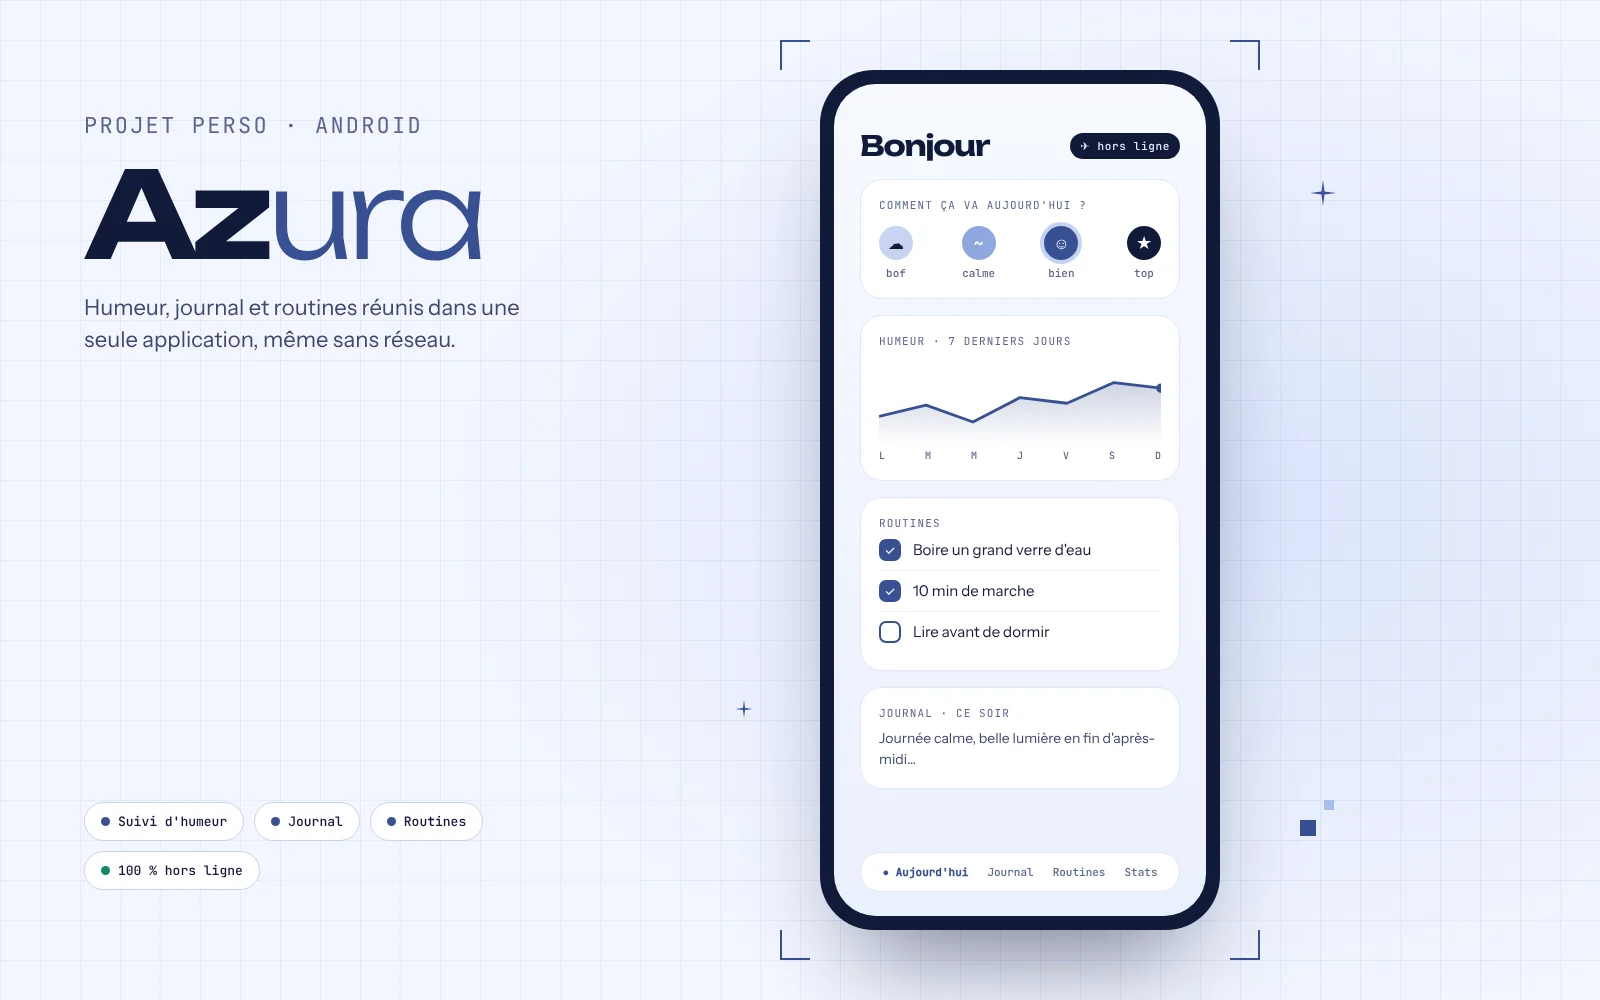 PROJET PERSO · ANDROID
Azura
Humeur, journal et routines réunis dans une
seule application, même sans réseau.
Suivi d'humeur
Journal
Routines
100 % hors ligne
Bonjour
✈ hors ligne
COMMENT ÇA VA AUJOURD'HUI ?
bof
calme
bien
top
HUMEUR · 7 DERNIERS JOURS
L M M J V S D
ROUTINES
Boire un grand verre d'eau
10 min de marche
Lire avant de dormir
JOURNAL · CE SOIR
Journée calme, belle lumière en fin d'après-
midi…
Aujourd'hui Journal Routines Stats